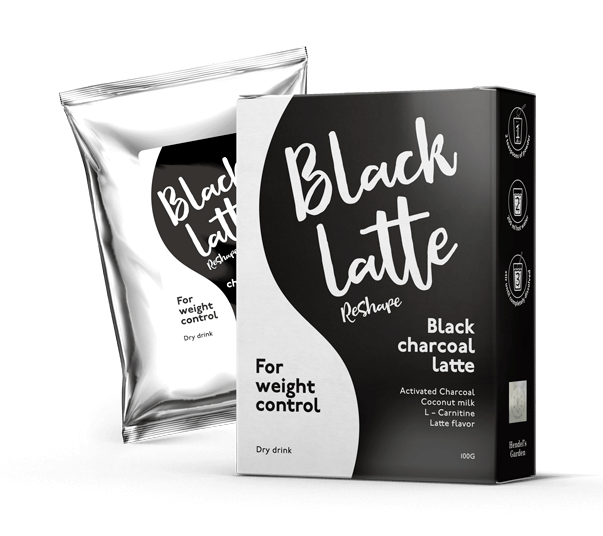 Black
latte
ReShape
For
weight
control
Dry drink
Black
latte
ReShape
Black
charcoal
latte
For
weight
control
Activated Charcoal
Coconut milk
L – Carnitine
Latte flavor
Dry drink
100G
Hendel's
Garden